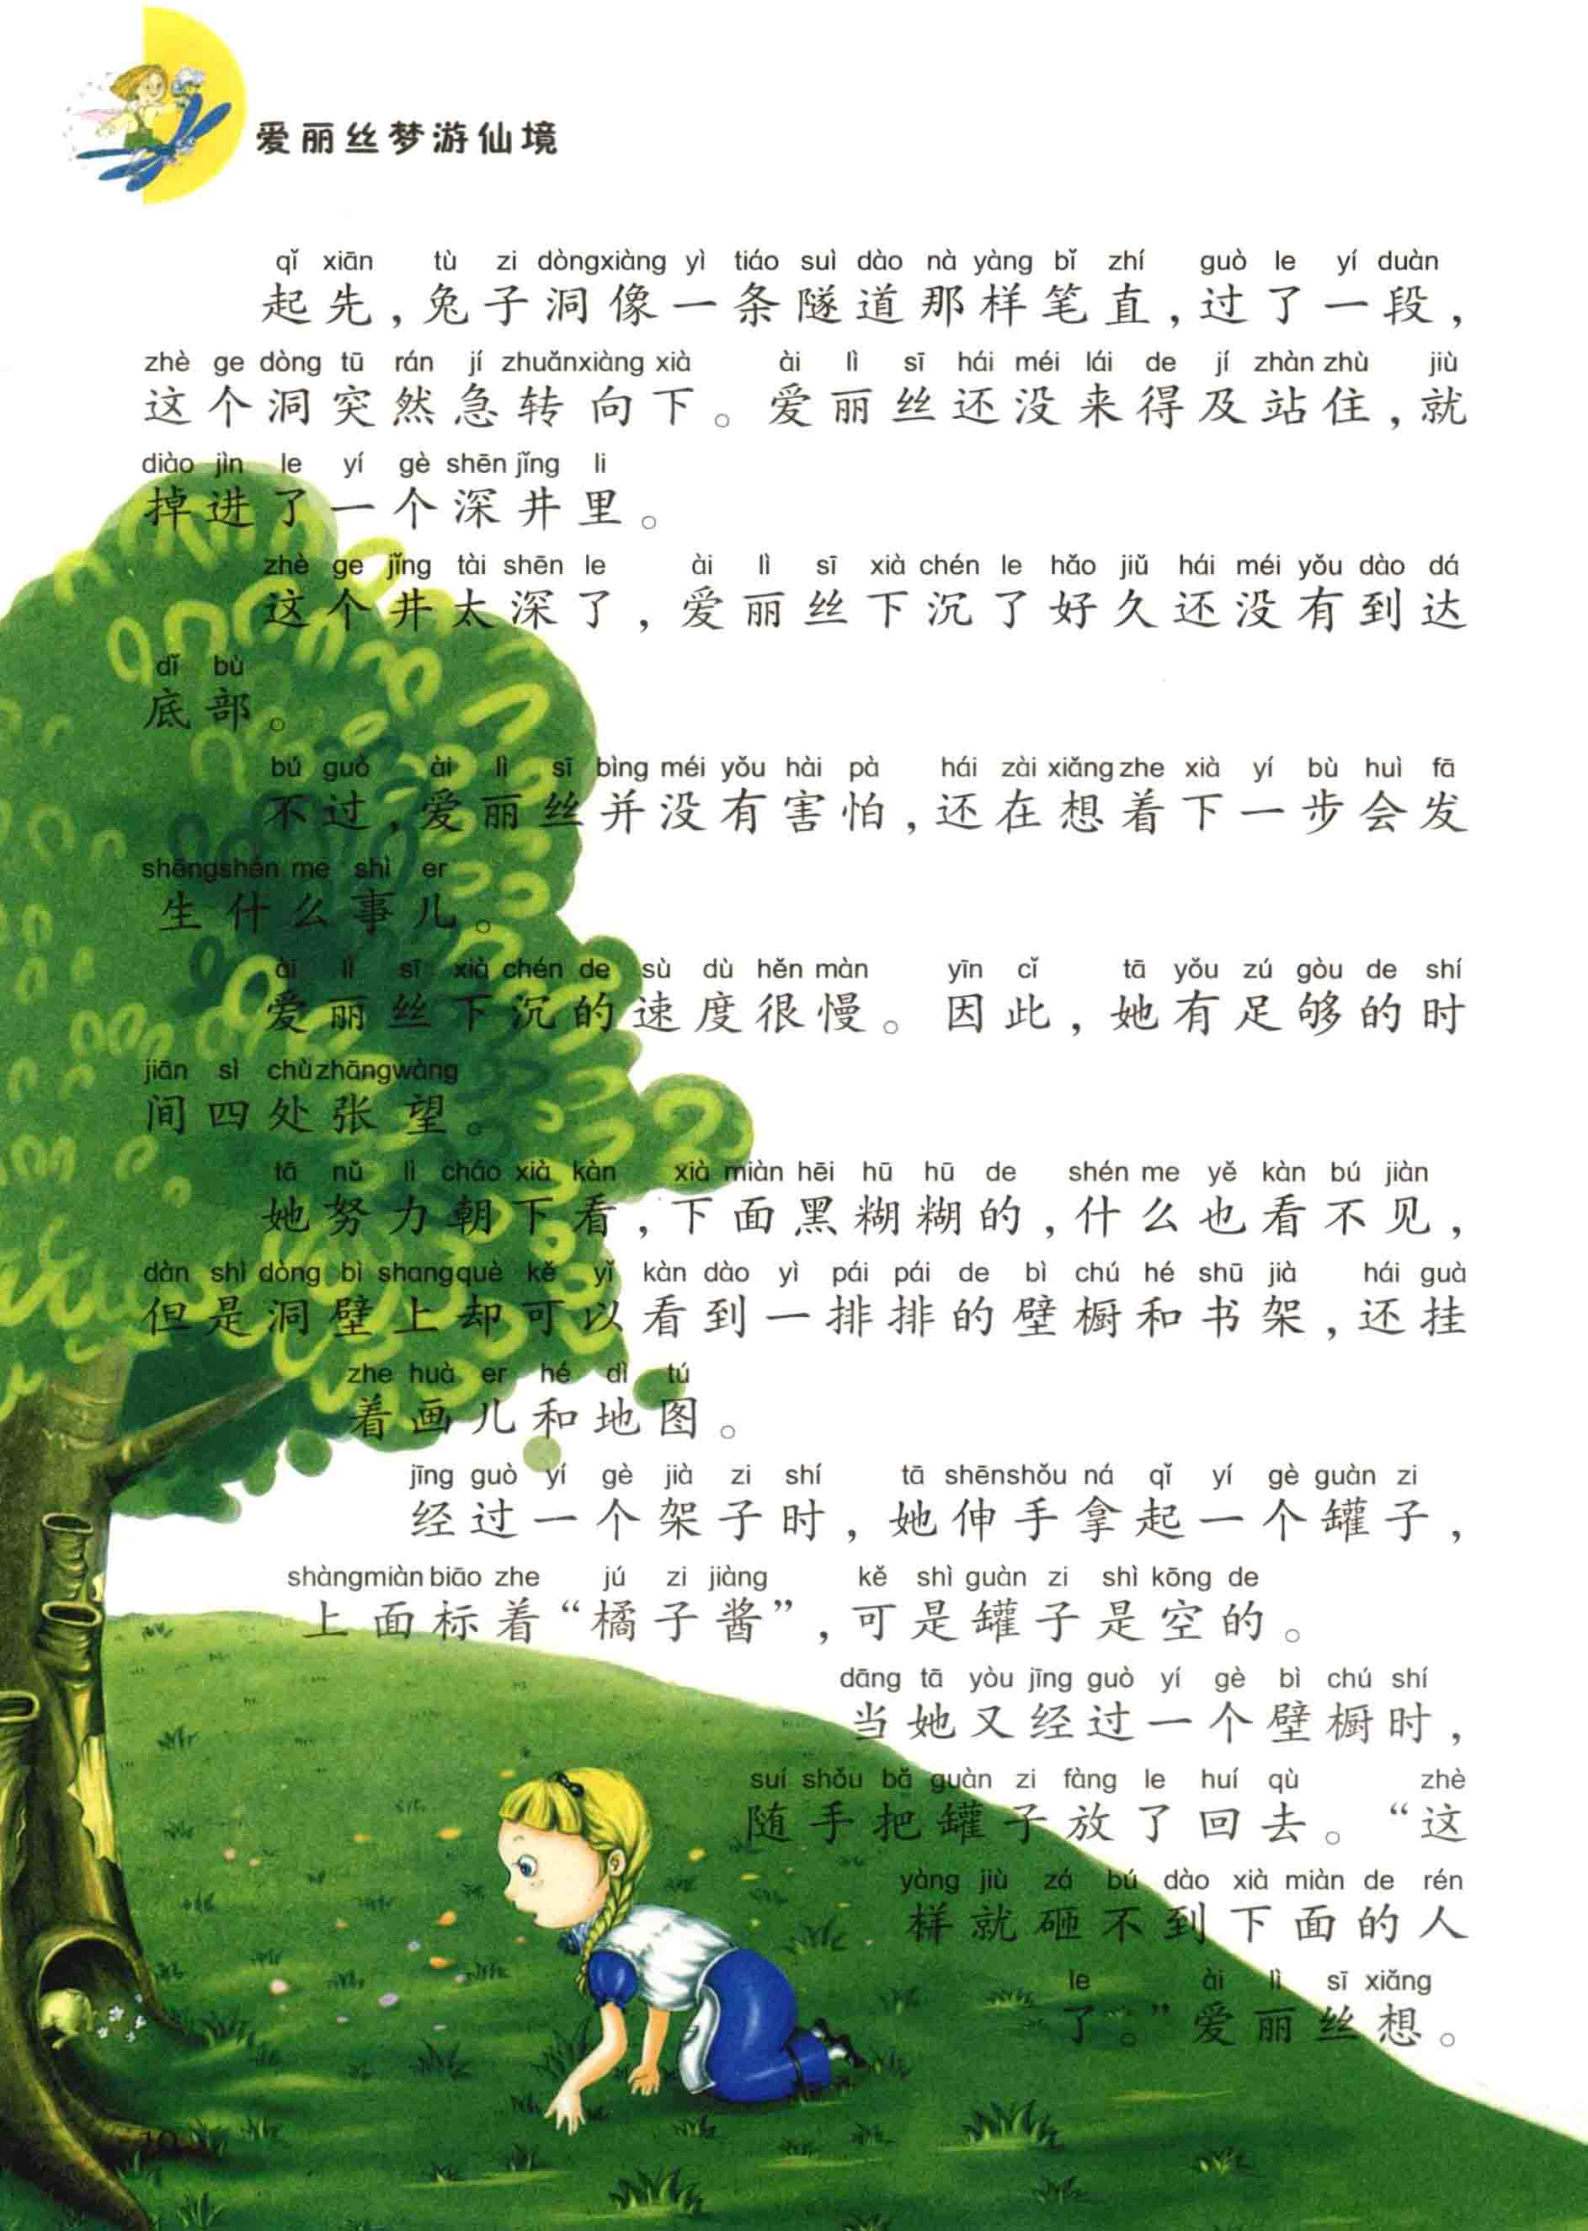 爱丽丝梦游仙境
qǐ xiān tù zi dòngxiàng yì tiáo suì dào nà yàng bǐ zhí guò le yí duàn
起先,兔子洞像一条隧道那样笔直,过了一段,
zhè ge dòng tū rán jí zhuǎnxiàng xià ài lì sī hái méi lái de jí zhàn zhù jiù
这个洞突然急转向下。爱丽丝还没来得及站住,就
diào jìn le yí gè shēn jǐng li
掉进了一个深井里。
zhè ge jǐng tài shēn le ài lì sī xià chén le hǎo jiǔ hái méi yǒu dào dá
这个井太深了,爱丽丝下沉了好久还没有到达
dǐ bù
底部。
bú guò ài lì sī bìng méi yǒu hài pà hái zài xiǎng zhe xià yí bù huì fā
不过,爱丽丝并没有害怕,还在想着下一步会发
shēngshén me shì er
生什么事儿。
ài lì sī xià chén de sù dù hěn màn yīn cǐ tā yǒu zú gòu de shí
爱丽丝下沉的速度很慢。因此,她有足够的时
jiān sì chù zhāngwàng
间四处张望。
tā nǔ lì cháo xià kàn xià miàn hēi hū hū de shén me yě kàn bú jiàn
她努力朝下看,下面黑糊糊的,什么也看不见,
dàn shì dòng bì shang què kě yǐ kàn dào yì pái pái de bì chú hé shū jià hái guà
但是洞壁上却可以看到一排排的壁橱和书架,还挂
zhe huà er hé dì tú
着画儿和地图。
jīng guò yí gè jià zi shí tā shēnshǒu ná qǐ yí gè guàn zi
经过一个架子时,她伸手拿起一个罐子,
shàngmiàn biāo zhe jú zi jiàng kě shì guàn zi shì kōng de
上面标着“橘子酱”,可是罐子是空的。
dāng tā yòu jīng guò yí gè bì chú shí
当她又经过一个壁橱时,
suí shǒu bǎ guàn zi fàng le huí qù zhè
随手把罐子放了回去。“这
yàng jiù zá bú dào xià miàn de rén
样就砸不到下面的人
le ài lì sī xiǎng
了。”爱丽丝想。
10